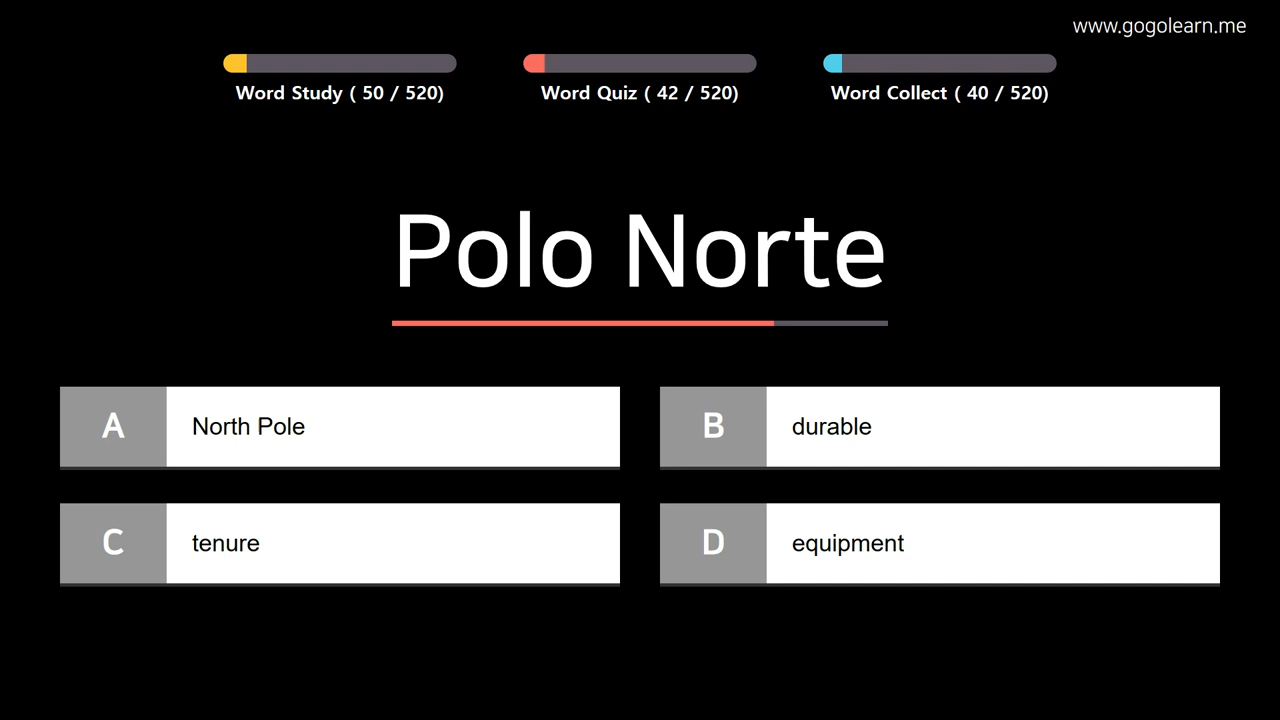 www.gogolearn.me
Word Study ( 50 / 520)
Word Quiz ( 42 / 520)
Word Collect ( 40 / 520)
Polo Norte
A North Pole
B durable
C tenure
D equipment